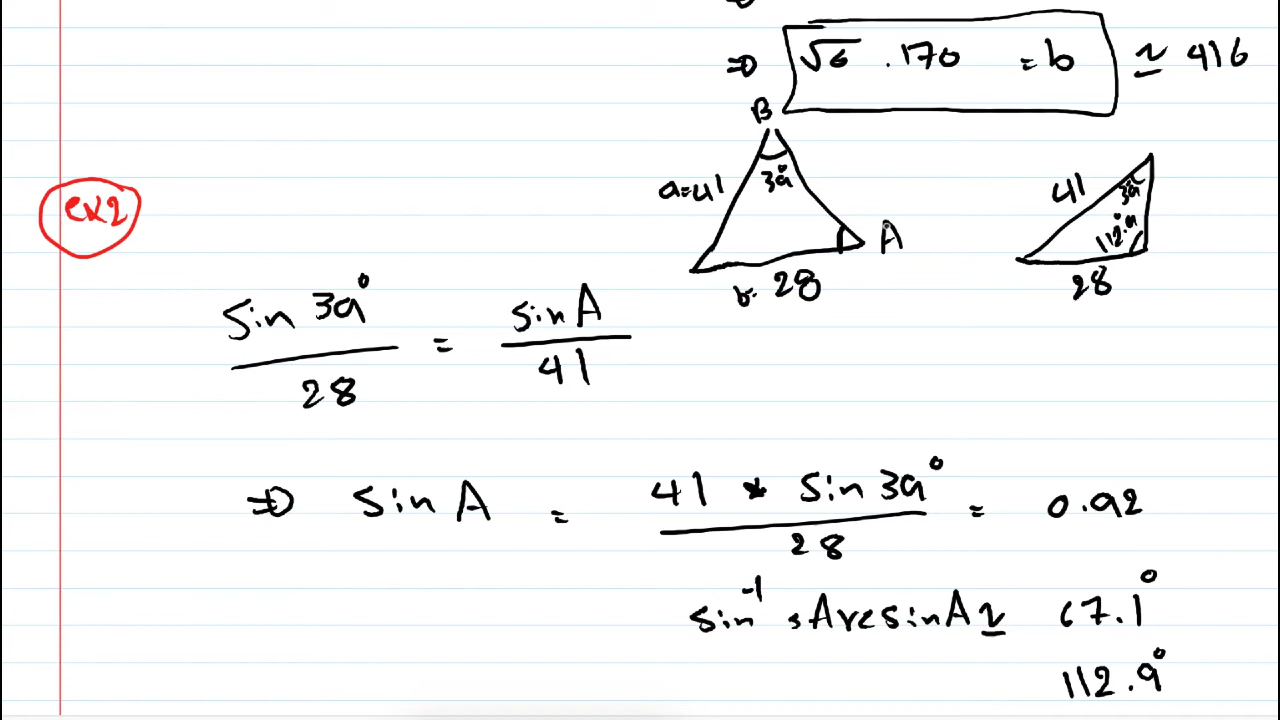 ⇒ √6 . 170 = b ≃ 416
B
a=41
39°
A
b= 28
41
39°
112.9°
28
ex2
sin 39° / 28 = sin A / 41
⇒ sin A = 41 * sin 39° / 28 = 0.92
sin⁻¹ , Arcsin A ≃ 67.1°
112.9°